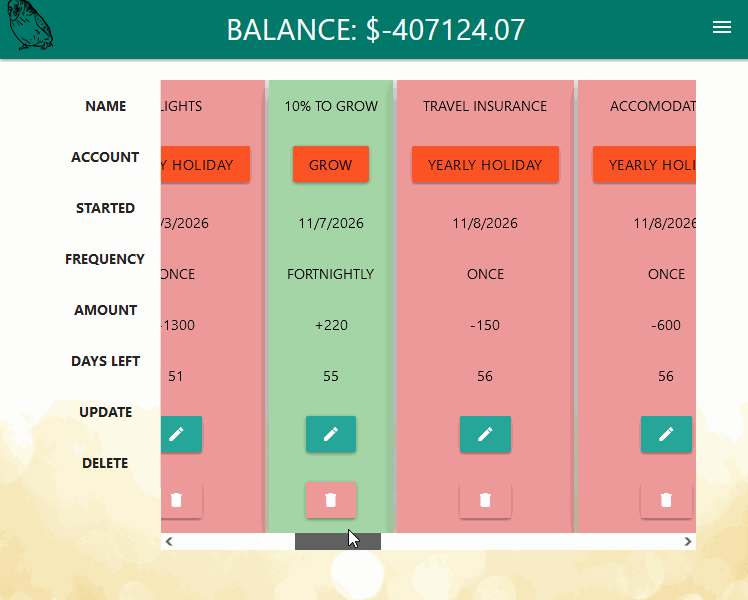 BALANCE: $-407124.07
NAME LIGHTS 10% TO GROW TRAVEL INSURANCE ACCOMODAT
ACCOUNT Y HOLIDAY GROW YEARLY HOLIDAY YEARLY HOLI
STARTED /3/2026 11/7/2026 11/8/2026 11/8/2026
FREQUENCY ONCE FORTNIGHTLY ONCE ONCE
AMOUNT -1300 +220 -150 -600
DAYS LEFT 51 55 56 56
UPDATE
DELETE